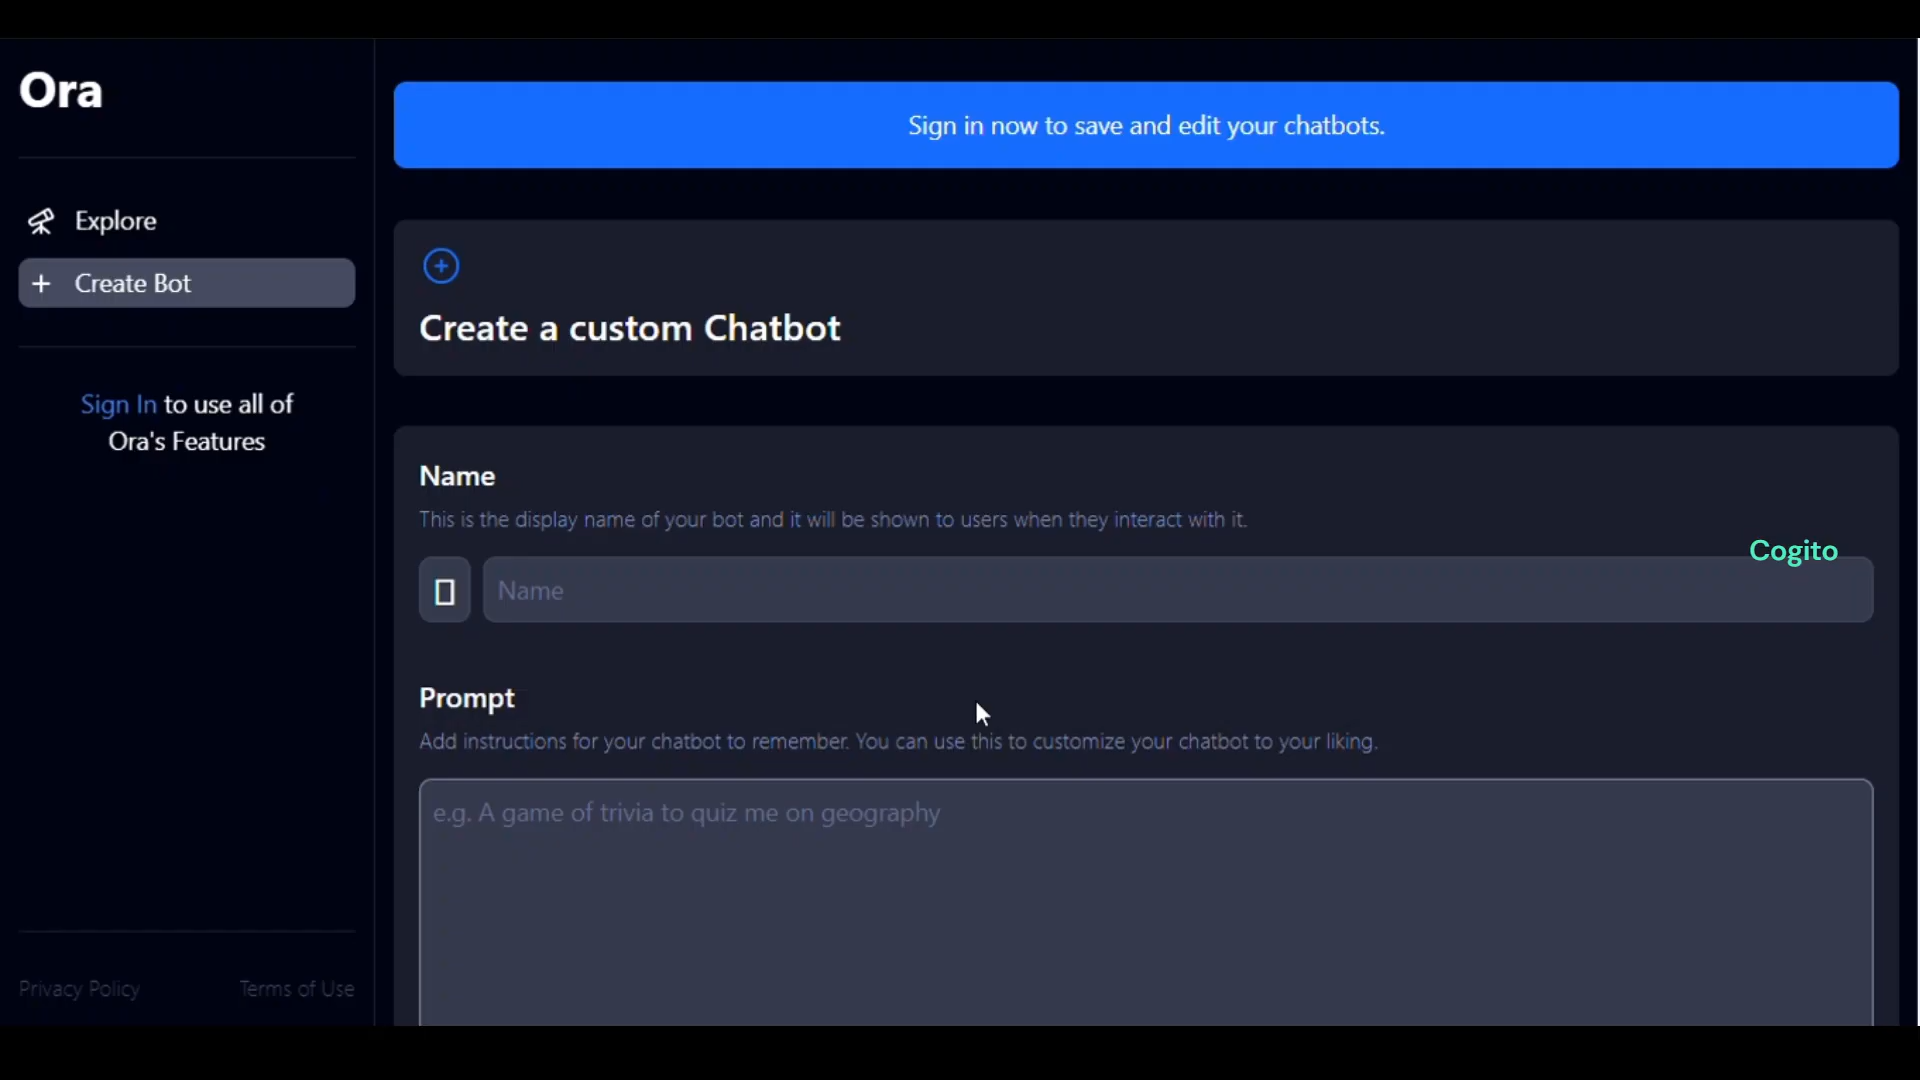 Ora
Explore
Create Bot
Sign In to use all of
Ora's Features
Privacy Policy
Terms of Use
Sign in now to save and edit your chatbots.
Create a custom Chatbot
Name
This is the display name of your bot and it will be shown to users when they interact with it.
Cogito
Name
Prompt
Add instructions for your chatbot to remember. You can use this to customize your chatbot to your liking.
e.g. A game of trivia to quiz me on geography